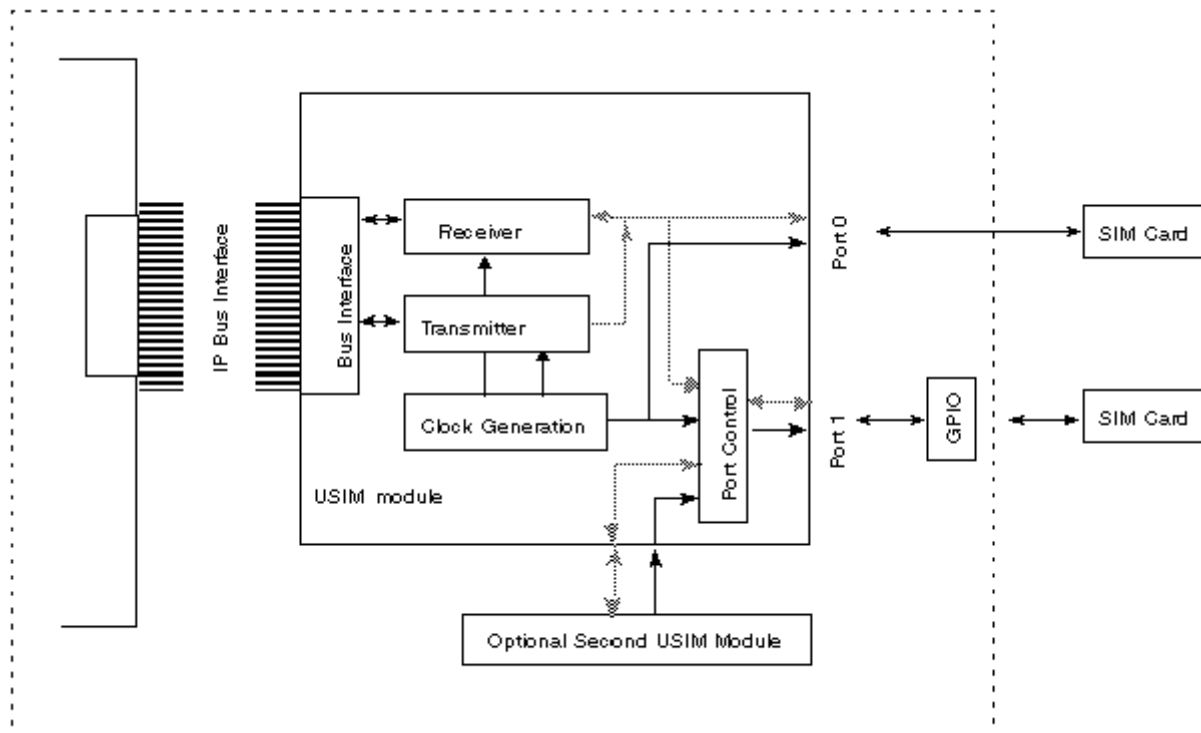 IP Bus Interface
Bus Interface
Receiver
Transmitter
Clock Generation
USIM module
Port Control
Port 0
SIM Card
Port 1
GPIO
SIM Card
Optional Second USIM Module